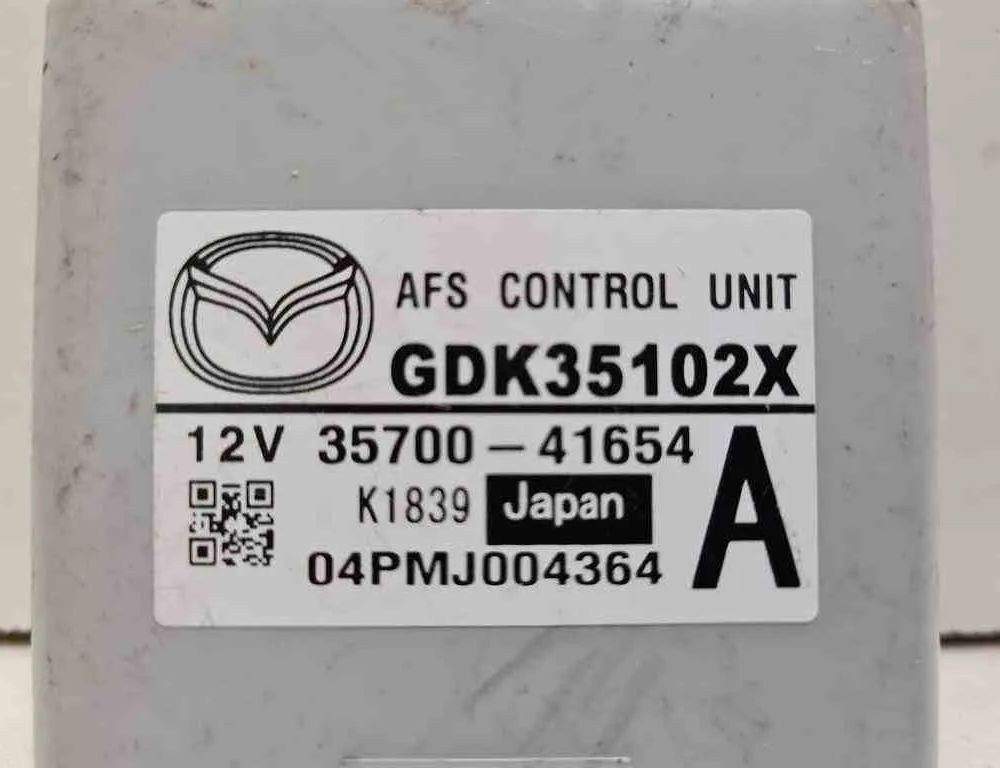 AFS CONTROL UNIT
GDK35102X
12V 35700-41654
A
K1839 Japan
04PMJ004364